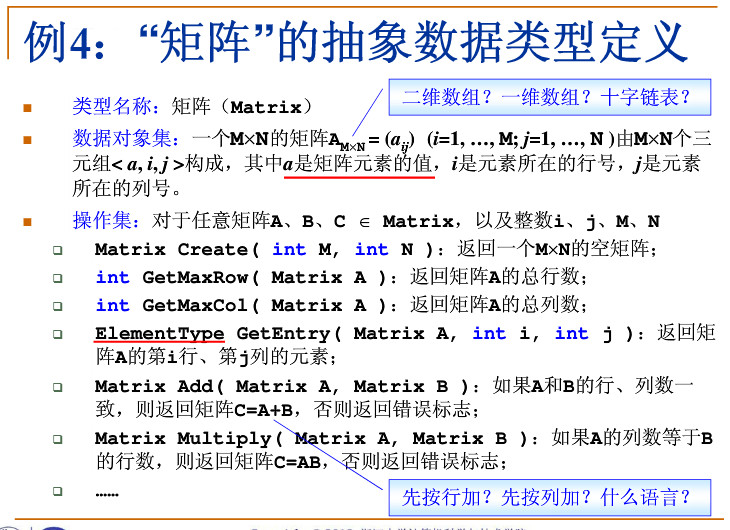 例4：“矩阵”的抽象数据类型定义
二维数组？一维数组？十字链表？
类型名称：矩阵（Matrix）
数据对象集：一个M×N的矩阵A_{M×N} = (a_{ij}) (i=1, …, M; j=1, …, N )由M×N个三
元组< a, i, j >构成，其中a是矩阵元素的值，i是元素所在的行号，j是元素
所在的列号。
操作集：对于任意矩阵A、B、C ∈ Matrix，以及整数i、j、M、N
Matrix Create( int M, int N )：返回一个M×N的空矩阵；
int GetMaxRow( Matrix A )：返回矩阵A的总行数；
int GetMaxCol( Matrix A )：返回矩阵A的总列数；
ElementType GetEntry( Matrix A, int i, int j )：返回矩
阵A的第i行、第j列的元素；
Matrix Add( Matrix A, Matrix B )：如果A和B的行、列数一
致，则返回矩阵C=A+B，否则返回错误标志；
Matrix Multiply( Matrix A, Matrix B )：如果A的列数等于B
的行数，则返回矩阵C=AB，否则返回错误标志；
……
先按行加？先按列加？什么语言？